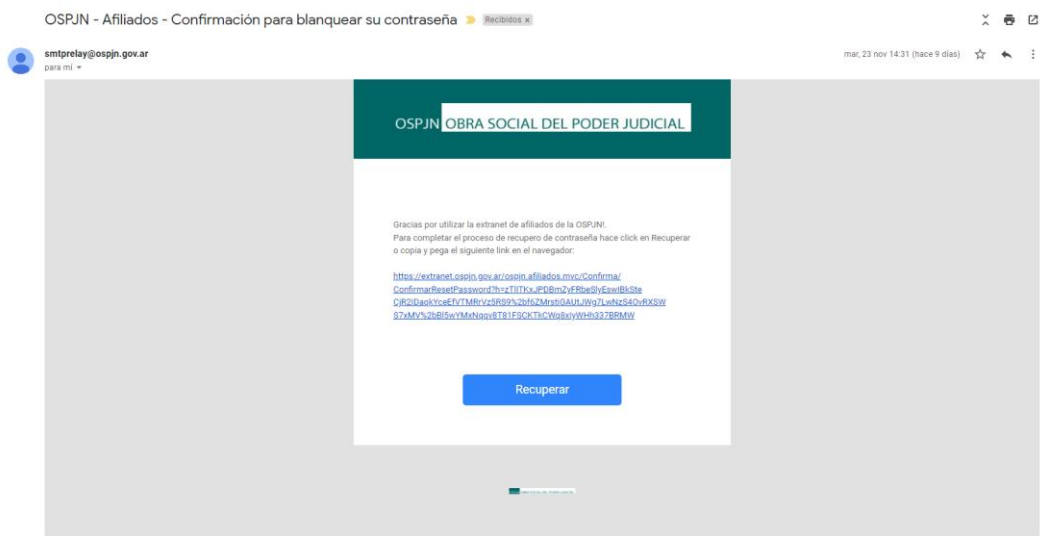 OSPJN - Afiliados - Confirmación para blanquear su contraseña Recibidos x
smtprelay@ospjn.gov.ar
mar, 23 nov 14:31 (hace 9 días)
para mí
OSPJN OBRA SOCIAL DEL PODER JUDICIAL
Gracias por utilizar la extranet de afiliados de la OSPJN!.
Para completar el proceso de recupero de contraseña hace click en Recuperar
o copia y pega el siguiente link en el navegador:
https://extranet.ospjn.gov.ar/ospjn.afiliados.mvc/Confirma/
Recuperar